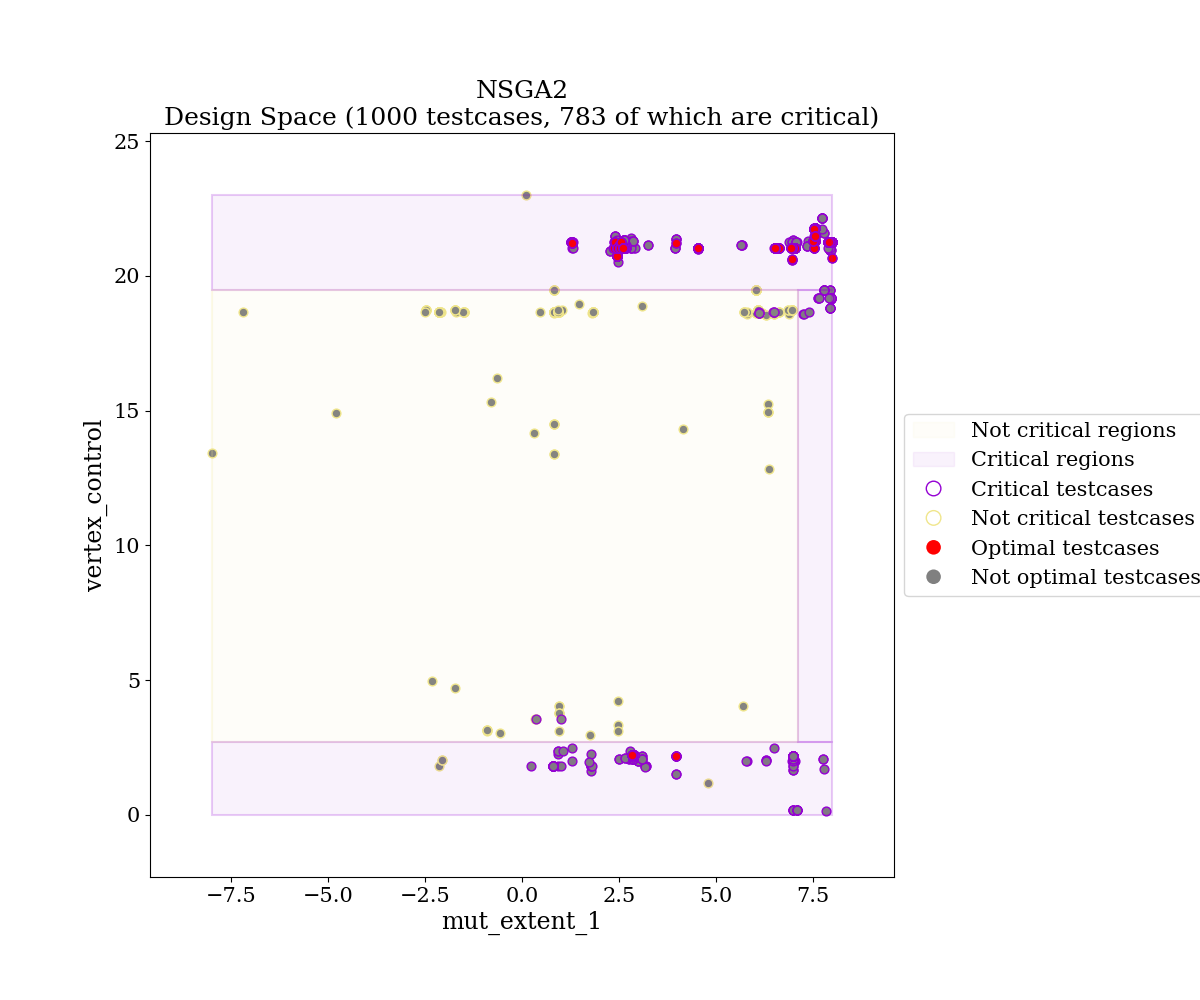 NSGA2
Design Space (1000 testcases, 783 of which are critical)
25
20
15
10
5
0
vertex_control
−7.5
−5.0
−2.5
0.0
2.5
5.0
7.5
mut_extent_1
Not critical regions
Critical regions
Critical testcases
Not critical testcases
Optimal testcases
Not optimal testcases